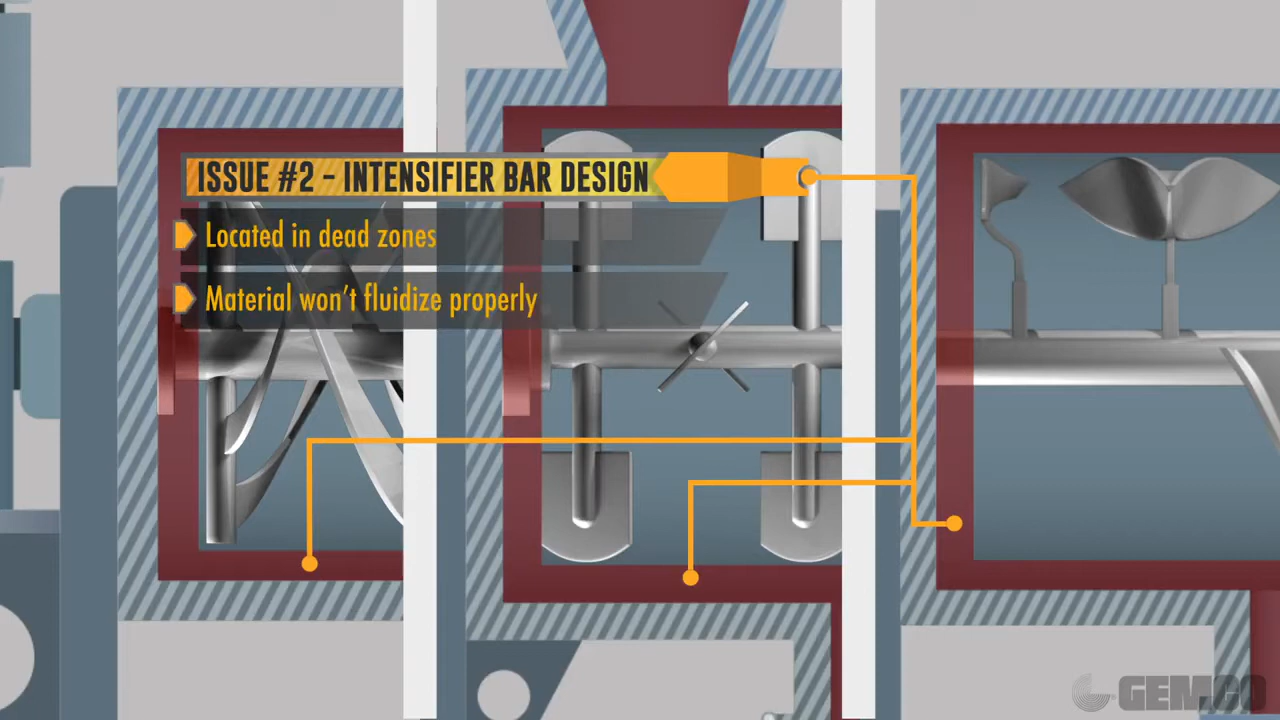 ISSUE #2 - INTENSIFIER BAR DESIGN
Located in dead zones
Material won't fluidize properly
GEMCO